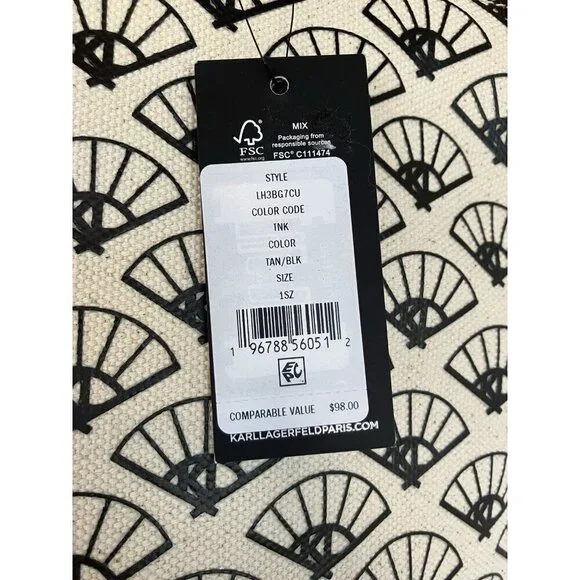 MIX
Packaging from
responsible sources
FSC
www.fsc.org
FSC® C111474
STYLE
LH3BG7CU
COLOR CODE
TNK
COLOR
TAN/BLK
SIZE
1SZ
1 96788 56051 2
EPC
COMPARABLE VALUE $98.00
KARLLAGERFELDPARIS.COM